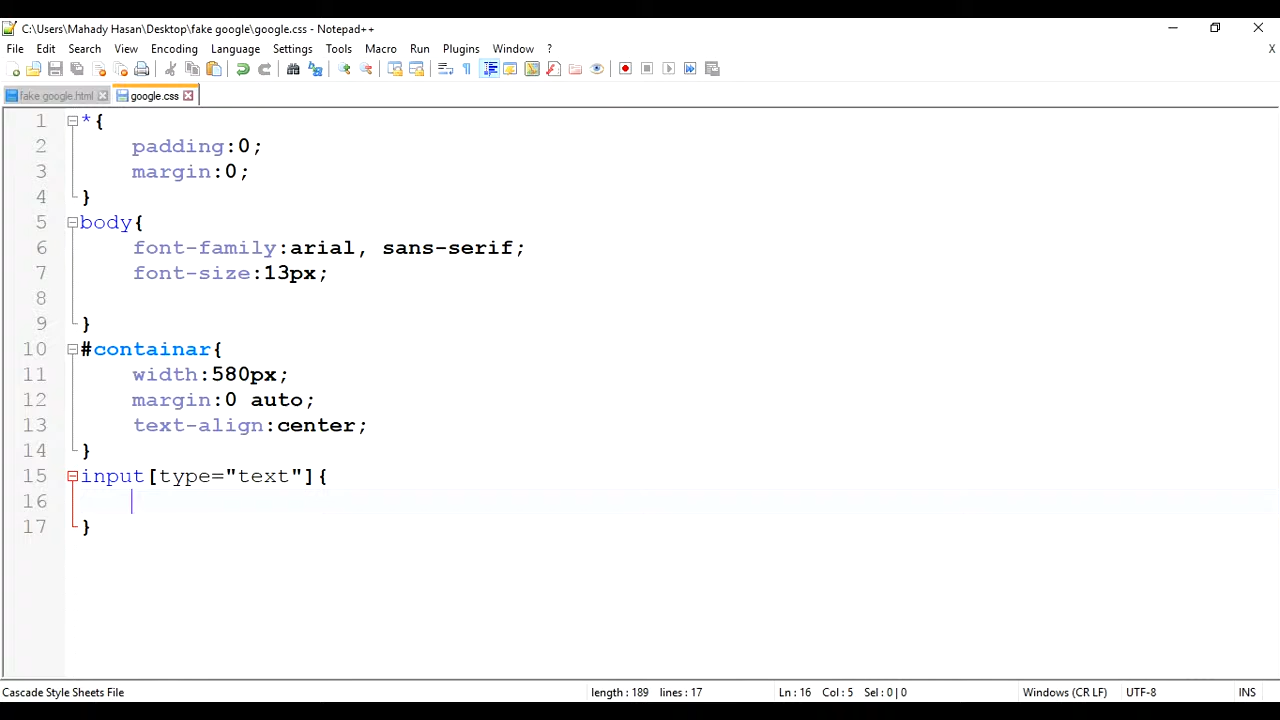 C:\Users\Mahady Hasan\Desktop\fake google\google.css - Notepad++
File Edit Search View Encoding Language Settings Tools Macro Run Plugins Window ? X
fake google.html google.css
1 *{
2 padding:0;
3 margin:0;
4 }
5 body{
6 font-family:arial, sans-serif;
7 font-size:13px;
8
9 }
10 #containar{
11 width:580px;
12 margin:0 auto;
13 text-align:center;
14 }
15 input[type="text"]{
16
17 }
Cascade Style Sheets File length : 189 lines : 17 Ln : 16 Col : 5 Sel : 0 | 0 Windows (CR LF) UTF-8 INS